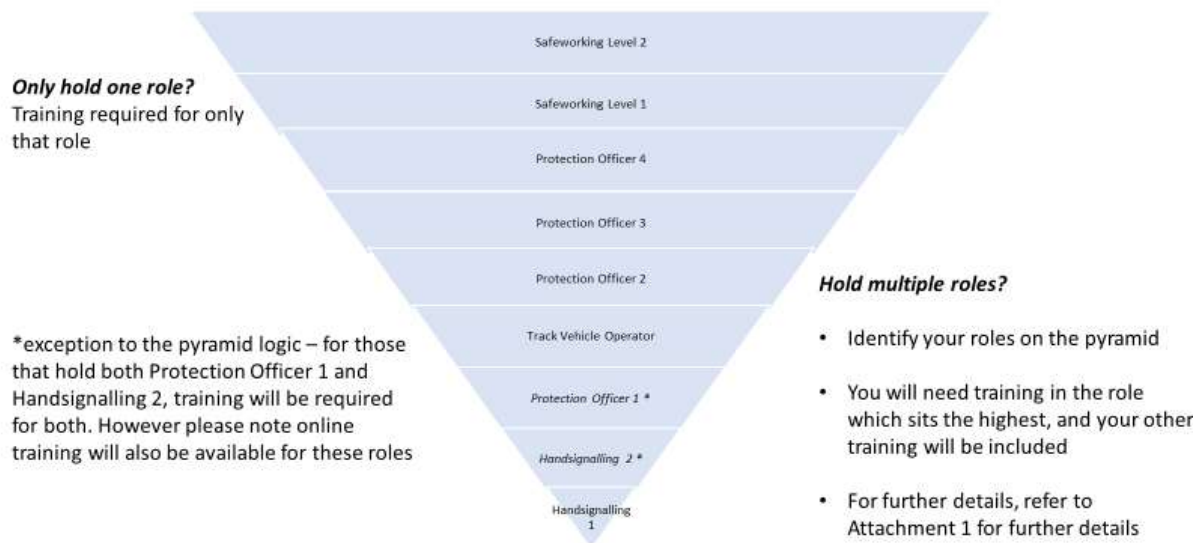 Safeworking Level 2
Only hold one role?
Training required for only
that role
Safeworking Level 1
Protection Officer 4
Protection Officer 3
Protection Officer 2
Track Vehicle Operator
*exception to the pyramid logic – for those
that hold both Protection Officer 1 and
Handsignalling 2, training will be required
for both. However please note online
training will also be available for these roles
Protection Officer 1 *
Handsignalling 2 *
Handsignalling
1
Hold multiple roles?
• Identify your roles on the pyramid
• You will need training in the role
which sits the highest, and your other
training will be included
• For further details, refer to
Attachment 1 for further details